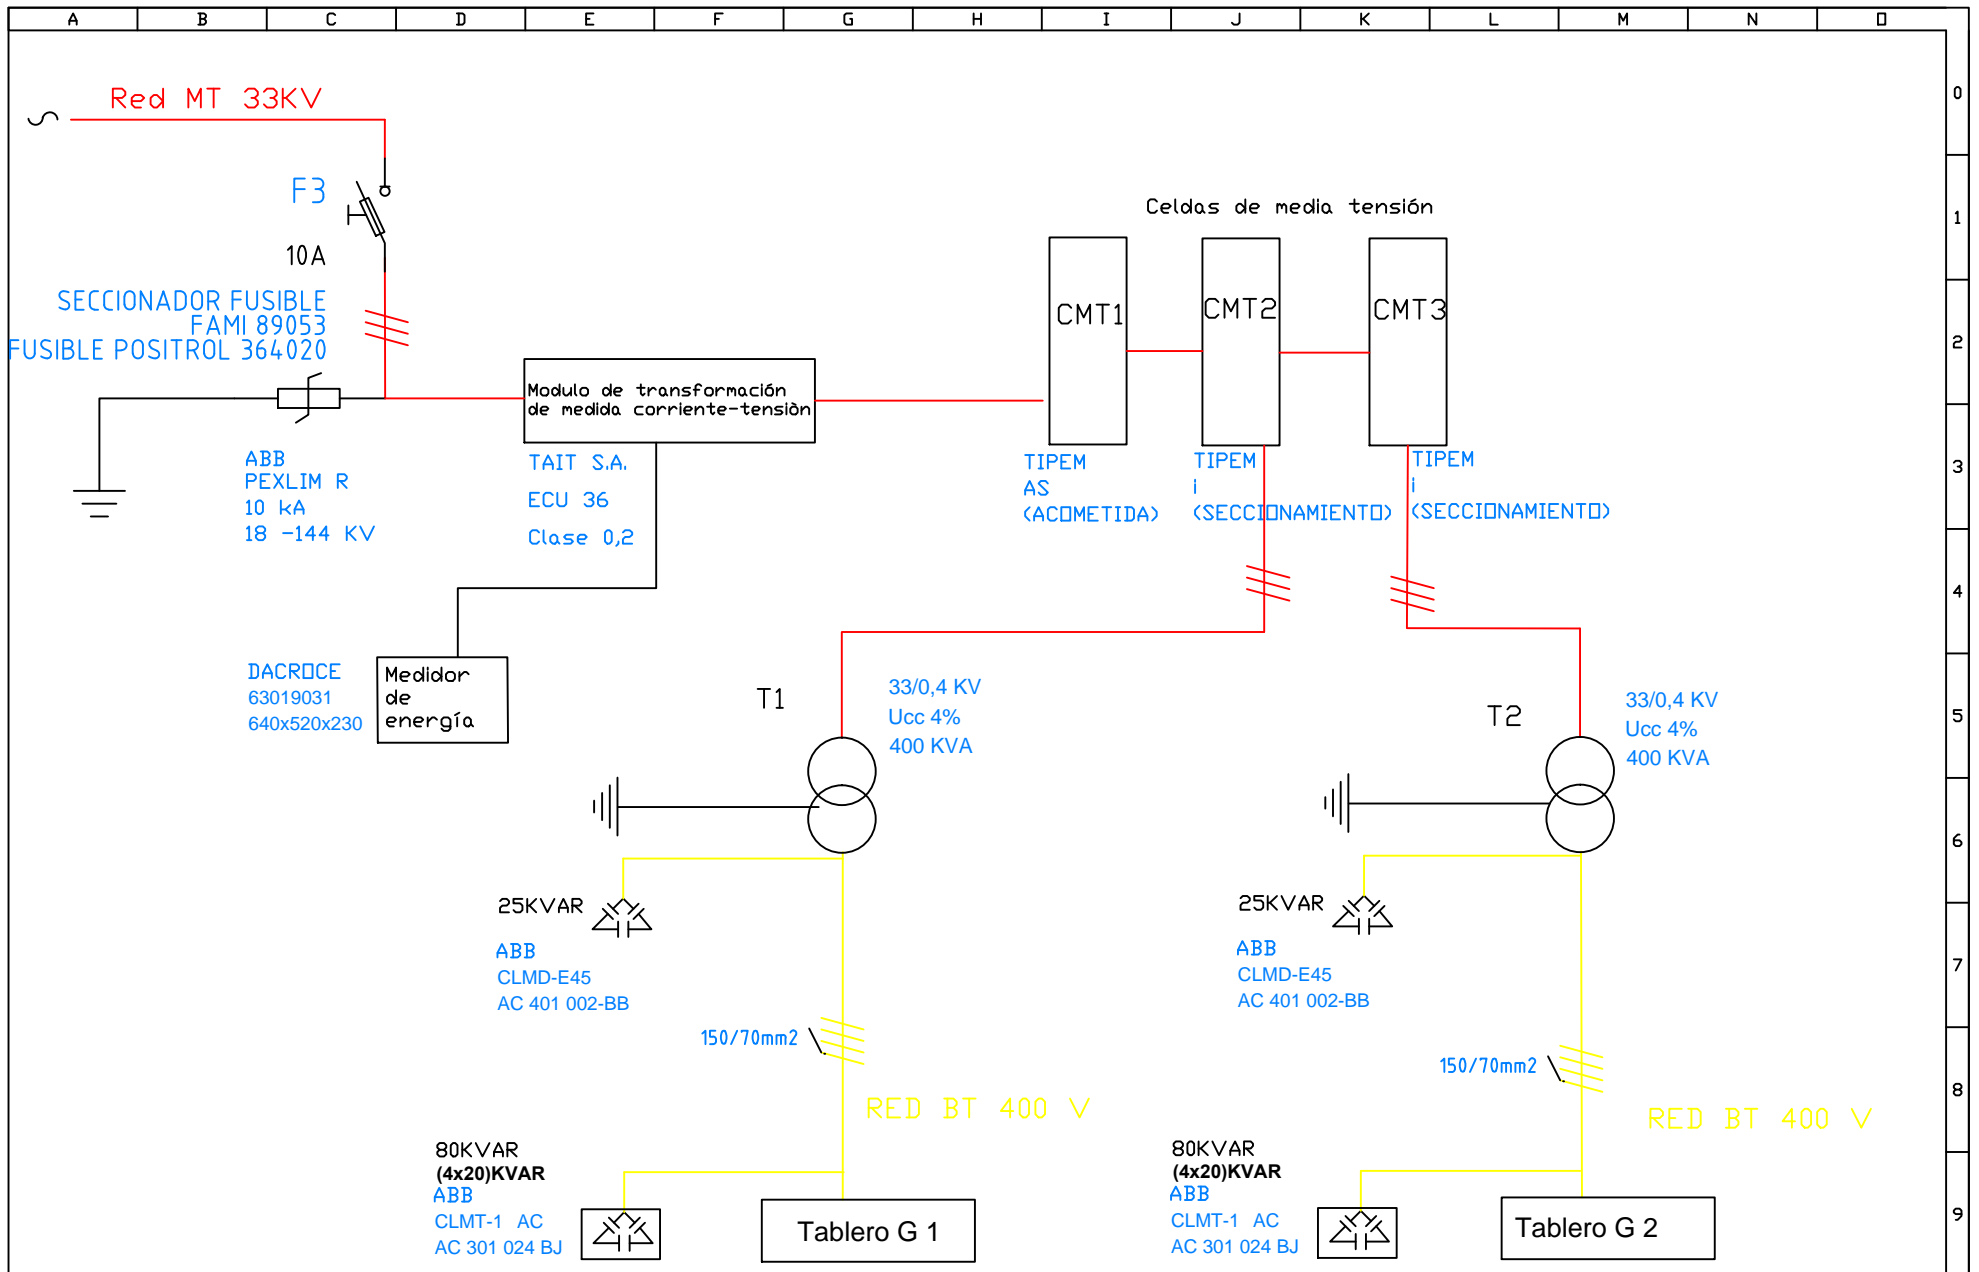 A B C D E F G H I J K L M N O
0
1
2
3
4
5
6
7
8
9
Red MT 33KV
F3
10A
SECCIONADOR FUSIBLE
FAMI 89053
FUSIBLE POSITROL 364020
ABB
PEXLIM R
10 kA
18 -144 KV
Modulo de transformación
de medida corriente-tensiòn
TAIT S.A.
ECU 36
Clase 0,2
DACROCE
63019031
640x520x230
Medidor
de
energía
Celdas de media tensión
CMT1
CMT2
CMT3
TIPEM
AS
(ACOMETIDA)
TIPEM
i
(SECCIONAMIENTO)
TIPEM
i
(SECCIONAMIENTO)
T1
33/0,4 KV
Ucc 4%
400 KVA
T2
33/0,4 KV
Ucc 4%
400 KVA
25KVAR
ABB
CLMD-E45
AC 401 002-BB
25KVAR
ABB
CLMD-E45
AC 401 002-BB
150/70mm2
RED BT 400 V
150/70mm2
RED BT 400 V
80KVAR
(4x20)KVAR
ABB
CLMT-1 AC
AC 301 024 BJ
Tablero G 1
80KVAR
(4x20)KVAR
ABB
CLMT-1 AC
AC 301 024 BJ
Tablero G 2